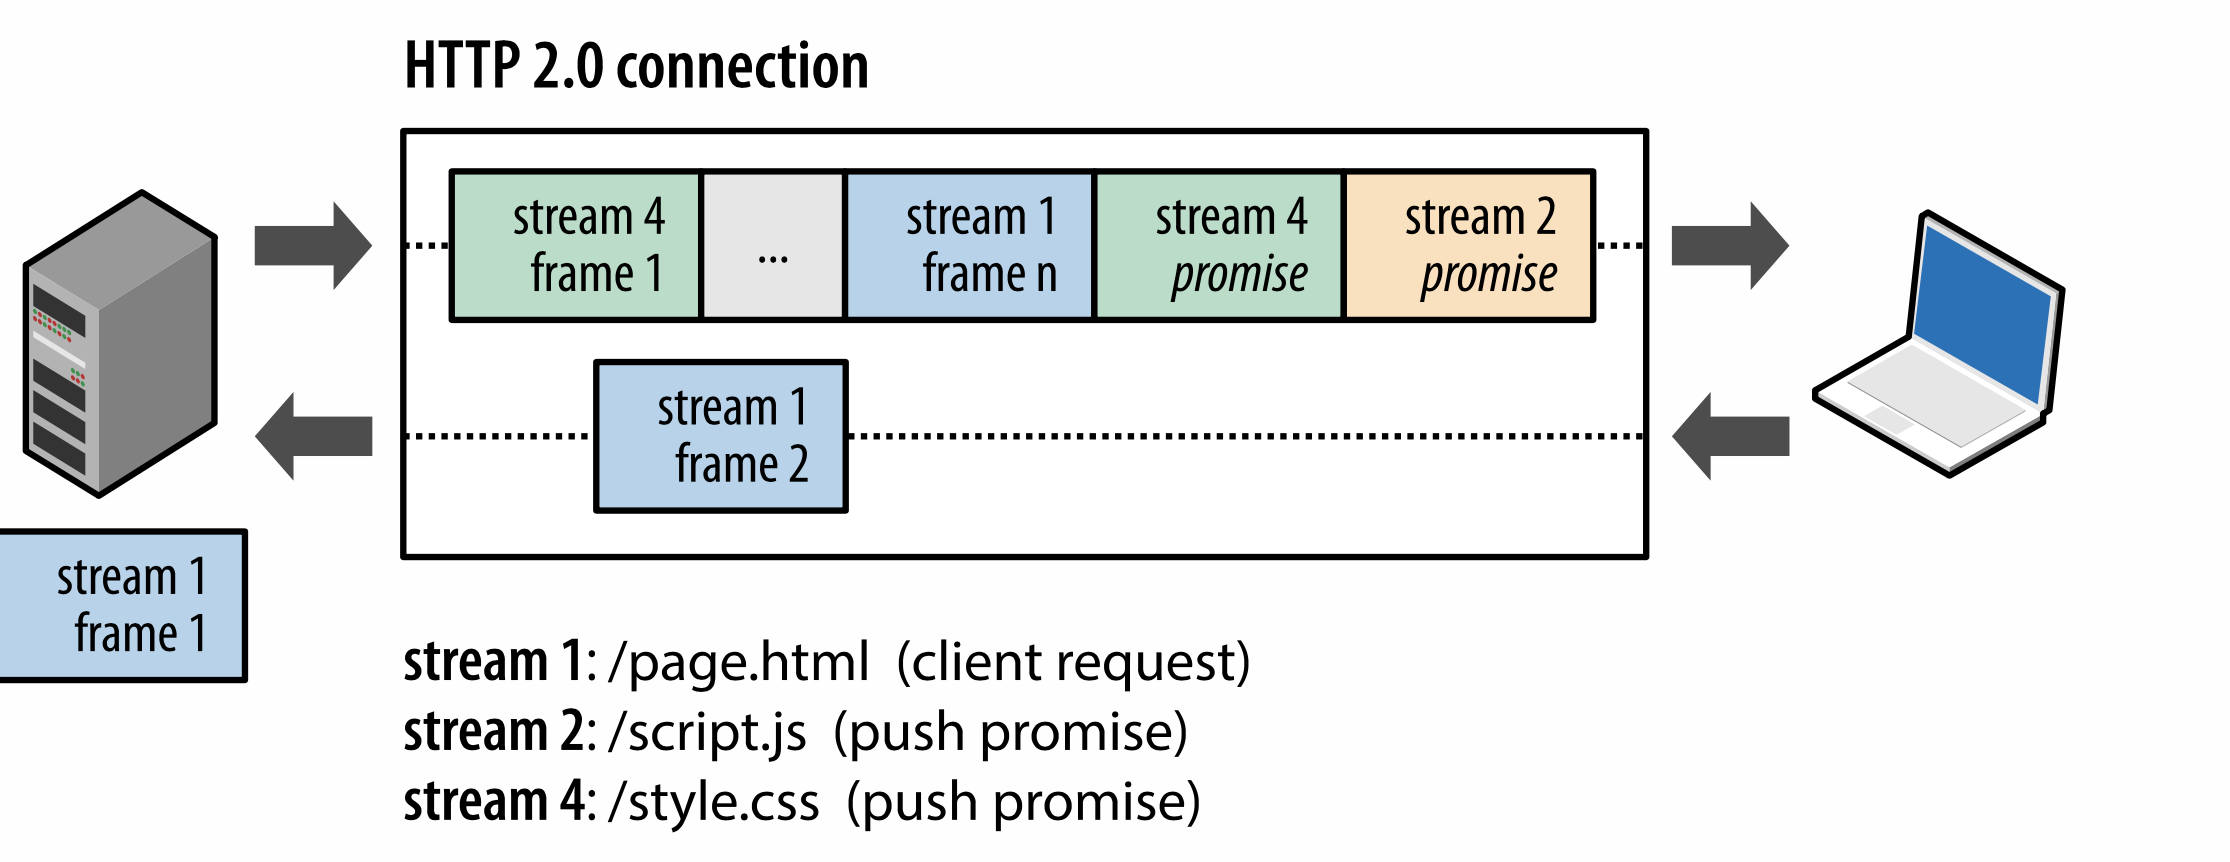 HTTP 2.0 connection
stream 4
frame 1
...
stream 1
frame n
stream 4
promise
stream 2
promise
stream 1
frame 2
stream 1
frame 1
stream 1: /page.html (client request)
stream 2: /script.js (push promise)
stream 4: /style.css (push promise)